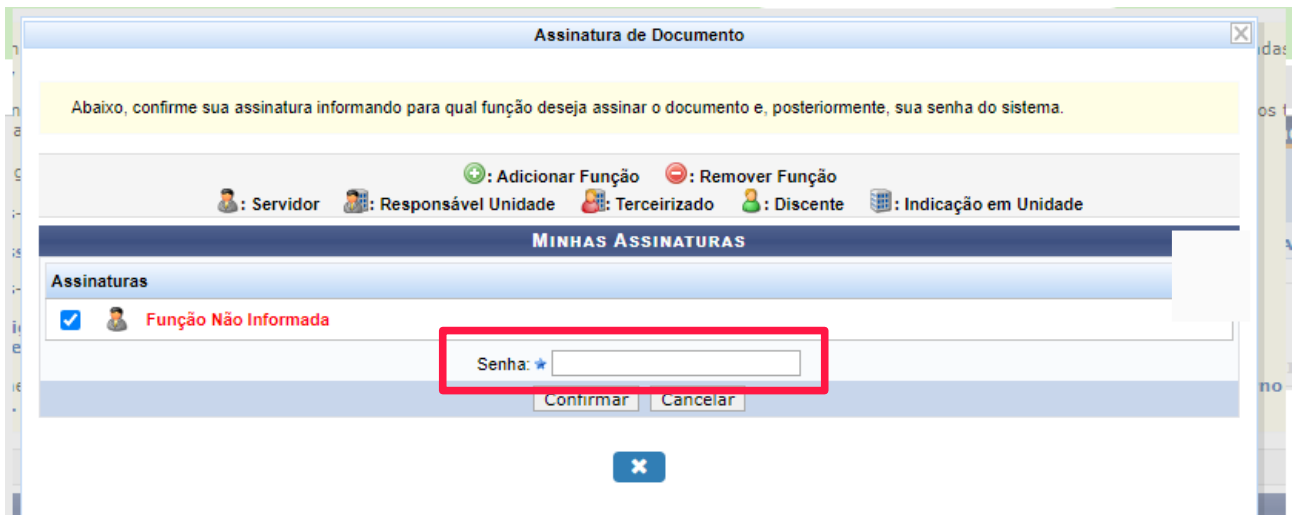 Assinatura de Documento
Abaixo, confirme sua assinatura informando para qual função deseja assinar o documento e, posteriormente, sua senha do sistema.
: Adicionar Função : Remover Função
: Servidor : Responsável Unidade : Terceirizado : Discente : Indicação em Unidade
MINHAS ASSINATURAS
Assinaturas
Função Não Informada
Senha:
Confirmar Cancelar